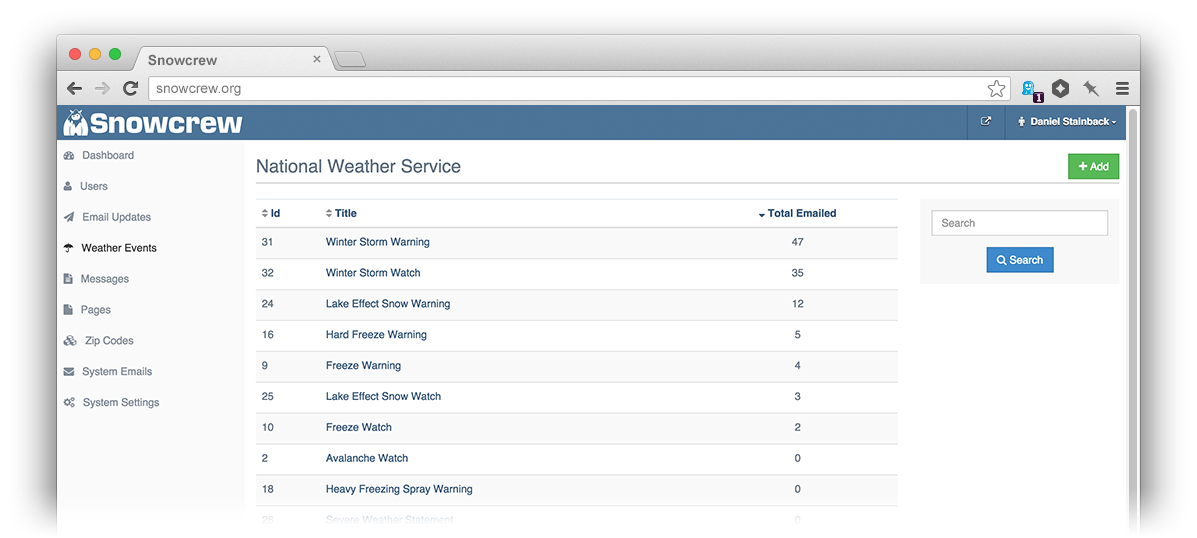 Snowcrew
snowcrew.org
1
Snowcrew
Daniel Stainback
Dashboard
Users
Email Updates
Weather Events
Messages
Pages
Zip Codes
System Emails
System Settings
National Weather Service
Add
Id Title Total Emailed
31 Winter Storm Warning 47
32 Winter Storm Watch 35
24 Lake Effect Snow Warning 12
16 Hard Freeze Warning 5
9 Freeze Warning 4
25 Lake Effect Snow Watch 3
10 Freeze Watch 2
2 Avalanche Watch 0
18 Heavy Freezing Spray Warning 0
26 Severe Weather Statement 0
Search
Search